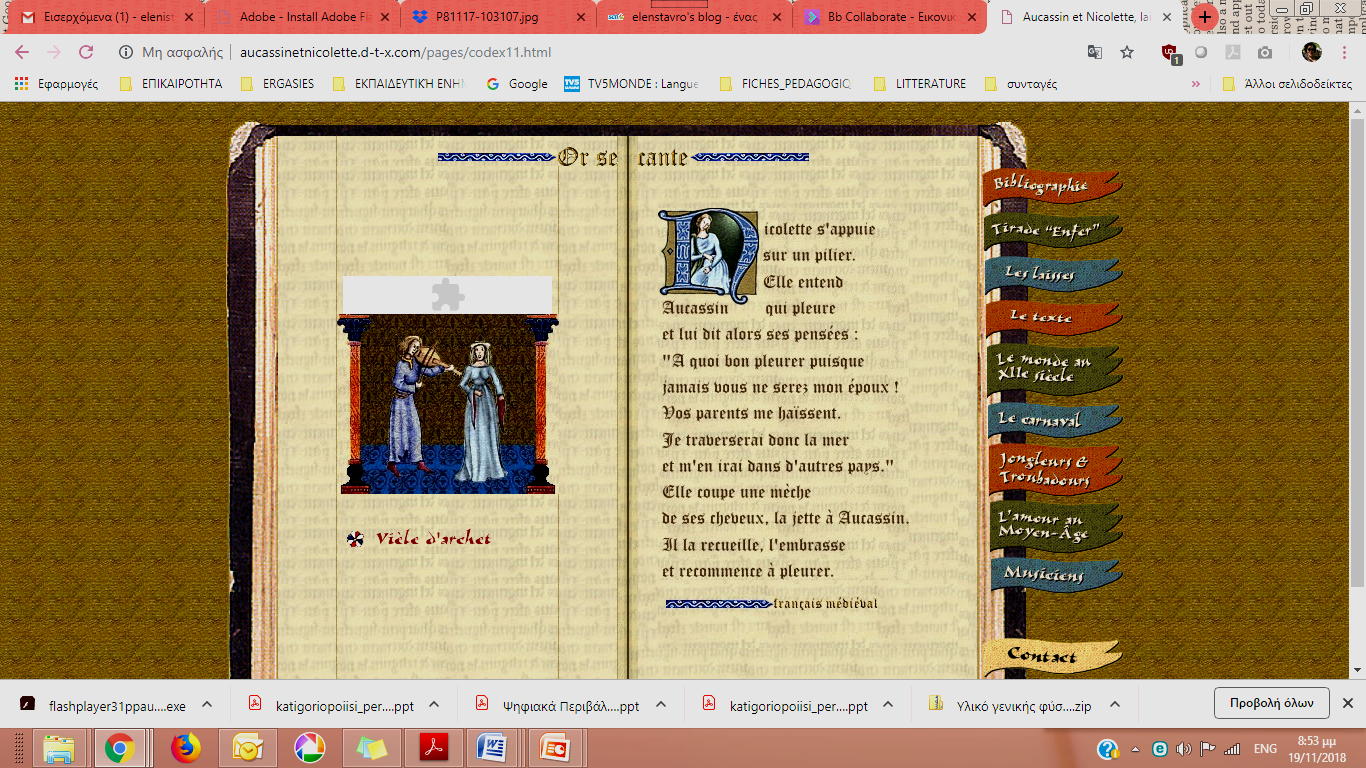 Εισερχόμενα (1) - elenist
Adobe - Install Adobe Fl
P81117-103107.jpg
elenstavro's blog - ένας
Bb Collaborate - Εικονικ
Aucassin et Nicolette, la
Μη ασφαλής | aucassinetnicolette.d-t-x.com/pages/codex11.html
Εφαρμογές
ΕΠΙΚΑΙΡΟΤΗΤΑ
ERGASIES
ΕΚΠΑΙΔΕΥΤΙΚΗ ΕΝΗΜ
Google
TV5MONDE : Langue
FICHES_PEDAGOGIQ
LITTERATURE
συνταγές
»
Άλλοι σελιδοδείκτες
Or se cante
Vièle d'archet
Nicolette s'appuie
sur un pilier.
Elle entend
Aucassin qui pleure
et lui dit alors ses pensées :
"A quoi bon pleurer puisque
jamais vous ne serez mon époux !
Vos parents me haïssent.
Je traverserai donc la mer
et m'en irai dans d'autres pays."
Elle coupe une mèche
de ses cheveux, la jette à Aucassin.
Il la recueille, l'embrasse
et recommence à pleurer.
français médiéval
Bibliographie
Tirade "Enfer"
Les laisses
Le texte
Le monde au
XIIe siècle
Le carnaval
Jongleurs &
Troubadours
L'amour au
Moyen-Âge
Musiciens
Contact
flashplayer31ppau....exe
katigoriopoiisi_per....ppt
Ψηφιακά Περιβάλ....ppt
katigoriopoiisi_per....ppt
Υλικό γενικής φύσ....zip
Προβολή όλων
ENG
8:53 μμ
19/11/2018